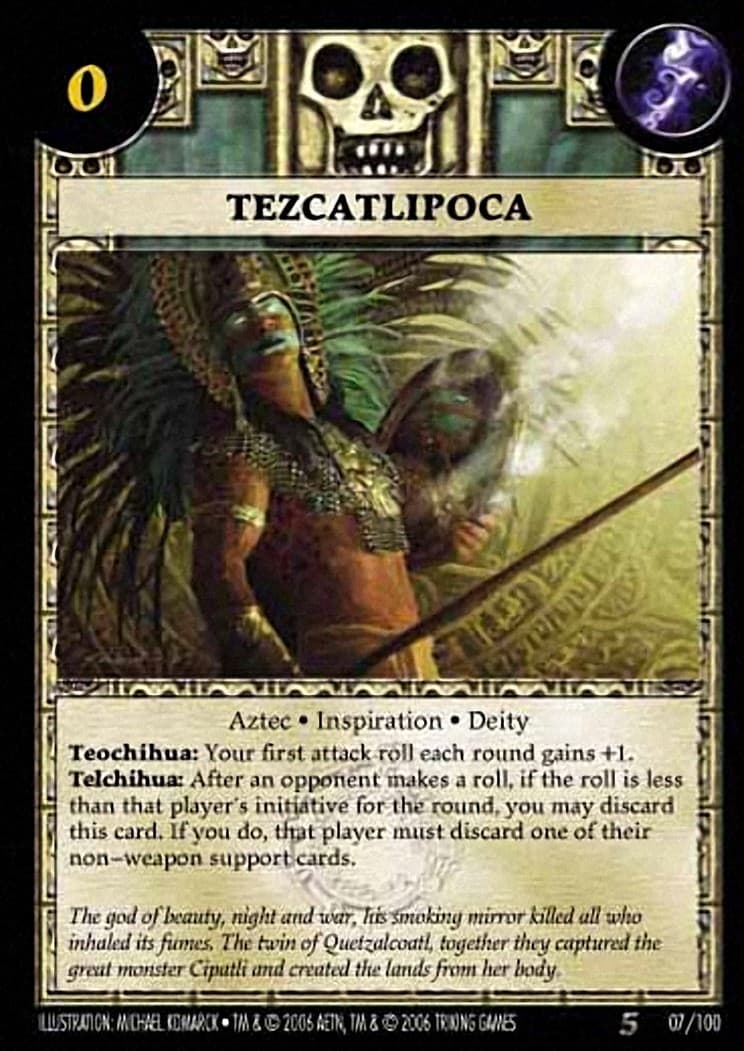 0
TEZCATLIPOCA
Aztec • Inspiration • Deity
Teochihua: Your first attack roll each round gains +1.
Telchihua: After an opponent makes a roll, if the roll is less
than that player's initiative for the round, you may discard
this card. If you do, that player must discard one of their
non-weapon support cards.
The god of beauty, night and war, his smoking mirror killed all who
inhaled its fumes. The twin of Quetzalcoatl, together they captured the
great monster Cipatli and created the lands from her body.
ILLUSTRATION: MICHAEL KOMARCK • TM & © 2006 AETN, TM & © 2006 TRIKING GAMES 5 07/100